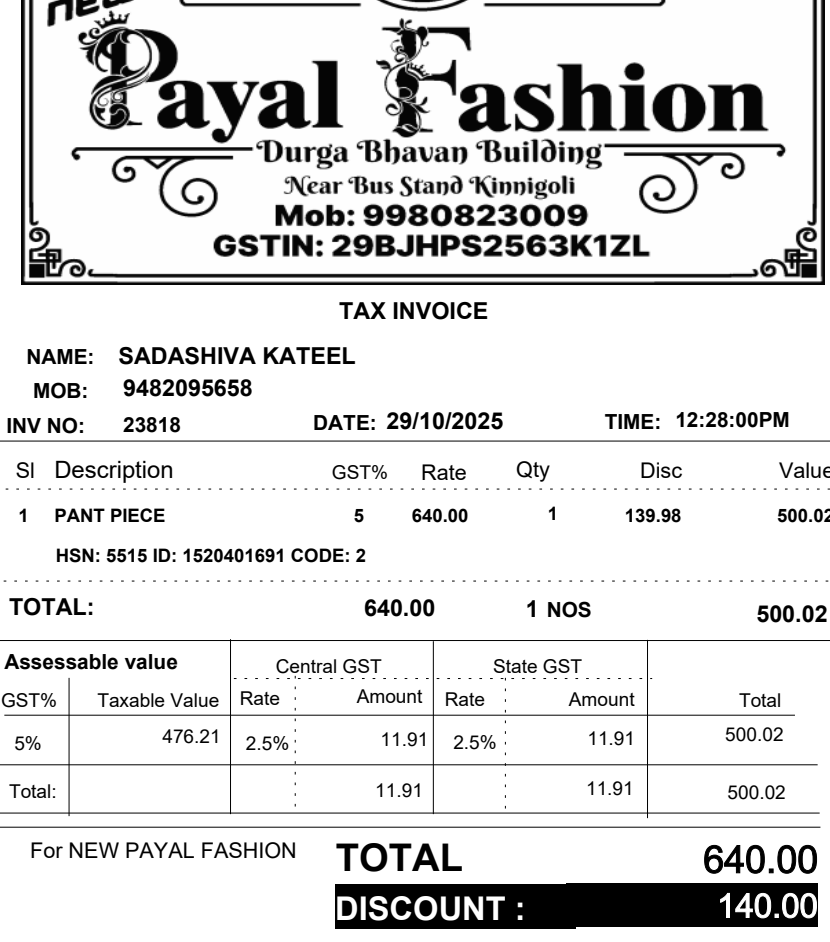 new
Payal Fashion
Durga Bhavan Building
Near Bus Stand Kinnigoli
Mob: 9980823009
GSTIN: 29BJHPS2563K1ZL
TAX INVOICE
NAME: SADASHIVA KATEEL
MOB: 9482095658
INV NO: 23818 DATE: 29/10/2025 TIME: 12:28:00PM
Sl Description GST% Rate Qty Disc Value
1 PANT PIECE 5 640.00 1 139.98 500.02
HSN: 5515 ID: 1520401691 CODE: 2
TOTAL: 640.00 1 NOS 500.02
Assessable value Central GST State GST
GST% Taxable Value Rate Amount Rate Amount Total
5% 476.21 2.5% 11.91 2.5% 11.91 500.02
Total: 11.91 11.91 500.02
For NEW PAYAL FASHION TOTAL 640.00
DISCOUNT : 140.00